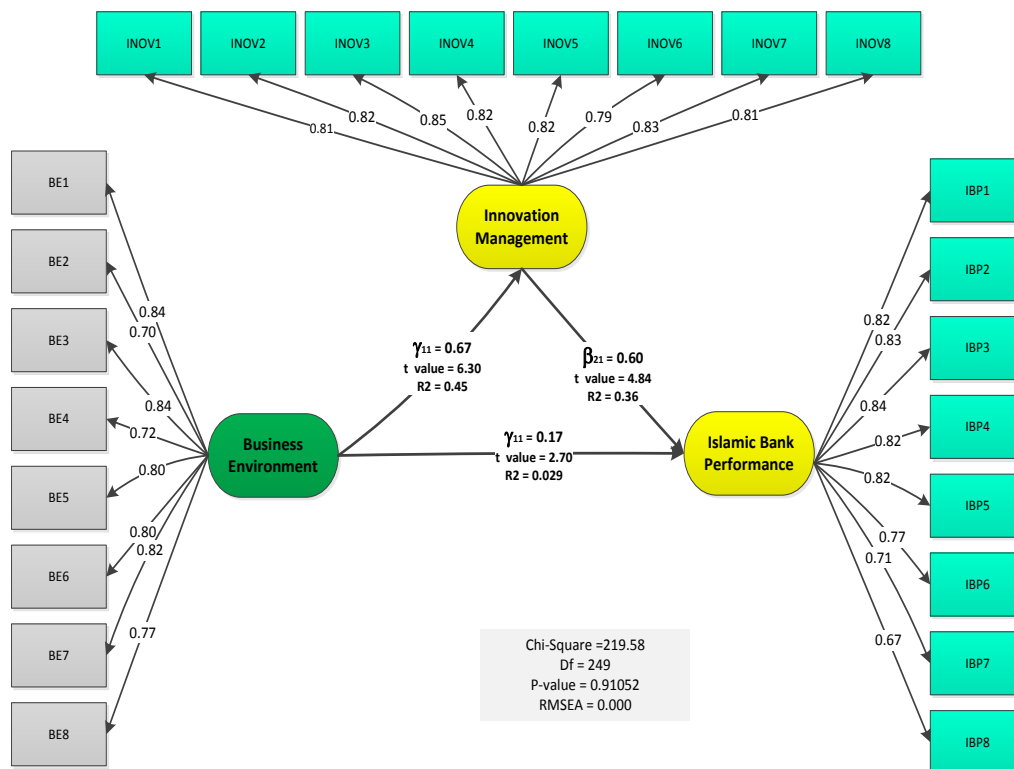 INOV1
INOV2
INOV3
INOV4
INOV5
INOV6
INOV7
INOV8
0.81
0.82
0.85
0.82
0.82
0.79
0.83
0.81
BE1
BE2
BE3
BE4
BE5
BE6
BE7
BE8
0.84
0.70
0.84
0.72
0.80
0.80
0.82
0.77
Innovation
Management
γ11 = 0.67
t value = 6.30
R2 = 0.45
β21 = 0.60
t value = 4.84
R2 = 0.36
Business
Environment
γ11 = 0.17
t value = 2.70
R2 = 0.029
Islamic Bank
Performance
0.82
0.83
0.84
0.82
0.82
0.77
0.71
0.67
IBP1
IBP2
IBP3
IBP4
IBP5
IBP6
IBP7
IBP8
Chi-Square =219.58
Df = 249
P-value = 0.91052
RMSEA = 0.000